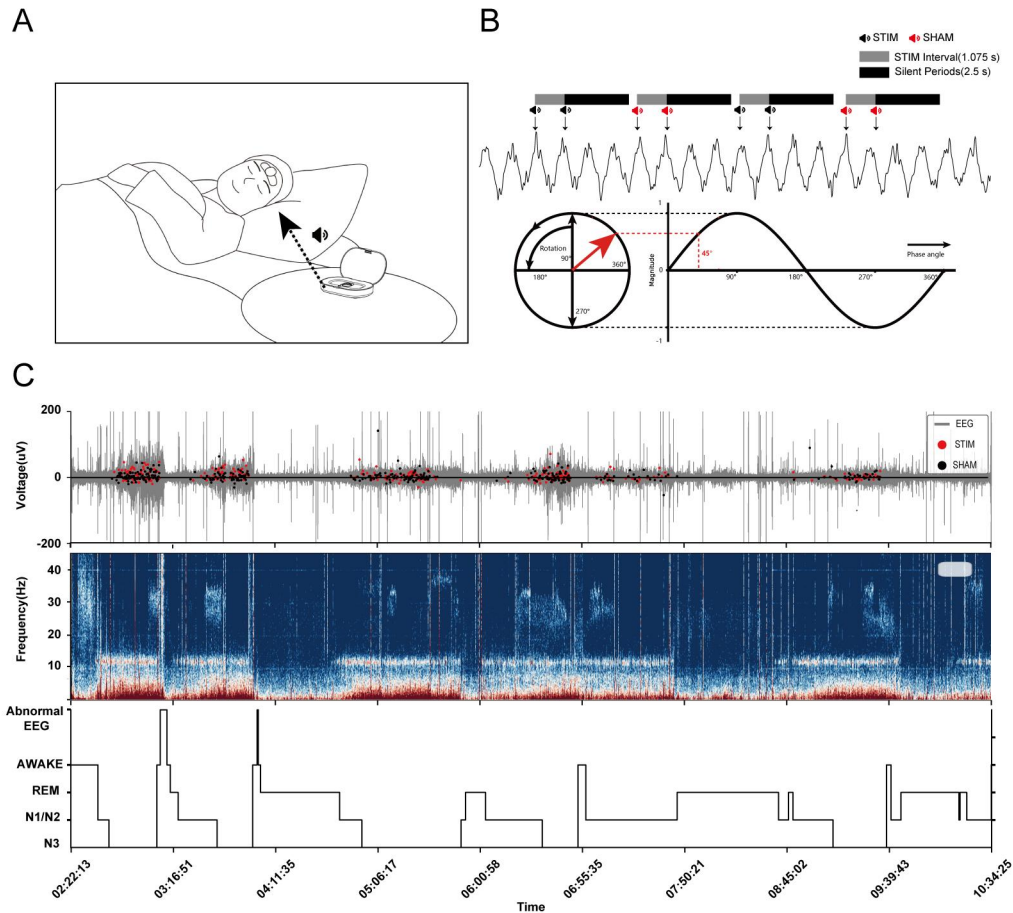 A
B
STIM SHAM
STIM Interval(1.075 s)
Silent Periods(2.5 s)
1
Rotation
90°
360°
180°
270°
Magnitude
0
45°
90°
180°
270°
360°
Phase angle
-1
C
200
0
-200
Voltage(uV)
EEG
STIM
SHAM
40
30
20
10
Frequency(Hz)
Abnormal
EEG
AWAKE
REM
N1/N2
N3
02:22:13
03:16:51
04:11:35
05:06:17
06:00:58
06:55:35
07:50:21
08:45:02
09:39:43
10:34:25
Time